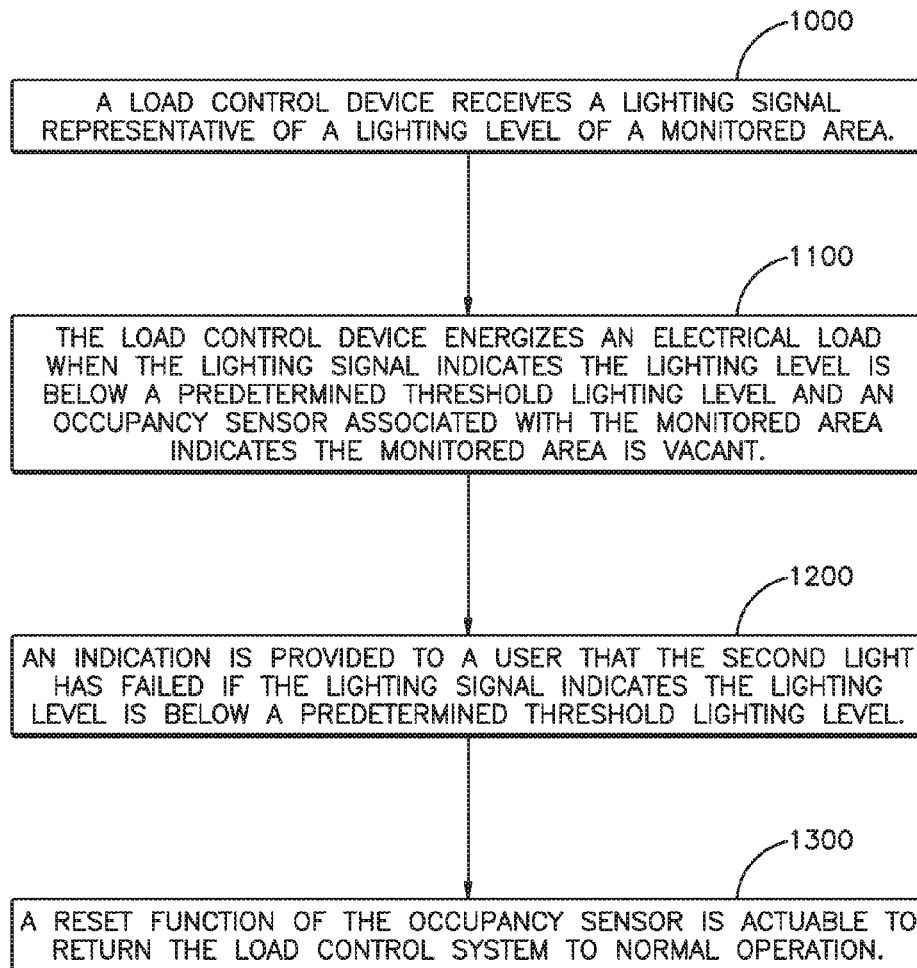 1000
A LOAD CONTROL DEVICE RECEIVES A LIGHTING SIGNAL
REPRESENTATIVE OF A LIGHTING LEVEL OF A MONITORED AREA.
1100
THE LOAD CONTROL DEVICE ENERGIZES AN ELECTRICAL LOAD
WHEN THE LIGHTING SIGNAL INDICATES THE LIGHTING LEVEL IS
BELOW A PREDETERMINED THRESHOLD LIGHTING LEVEL AND AN
OCCUPANCY SENSOR ASSOCIATED WITH THE MONITORED AREA
INDICATES THE MONITORED AREA IS VACANT.
1200
AN INDICATION IS PROVIDED TO A USER THAT THE SECOND LIGHT
HAS FAILED IF THE LIGHTING SIGNAL INDICATES THE LIGHTING
LEVEL IS BELOW A PREDETERMINED THRESHOLD LIGHTING LEVEL.
1300
A RESET FUNCTION OF THE OCCUPANCY SENSOR IS ACTUABLE TO
RETURN THE LOAD CONTROL SYSTEM TO NORMAL OPERATION.